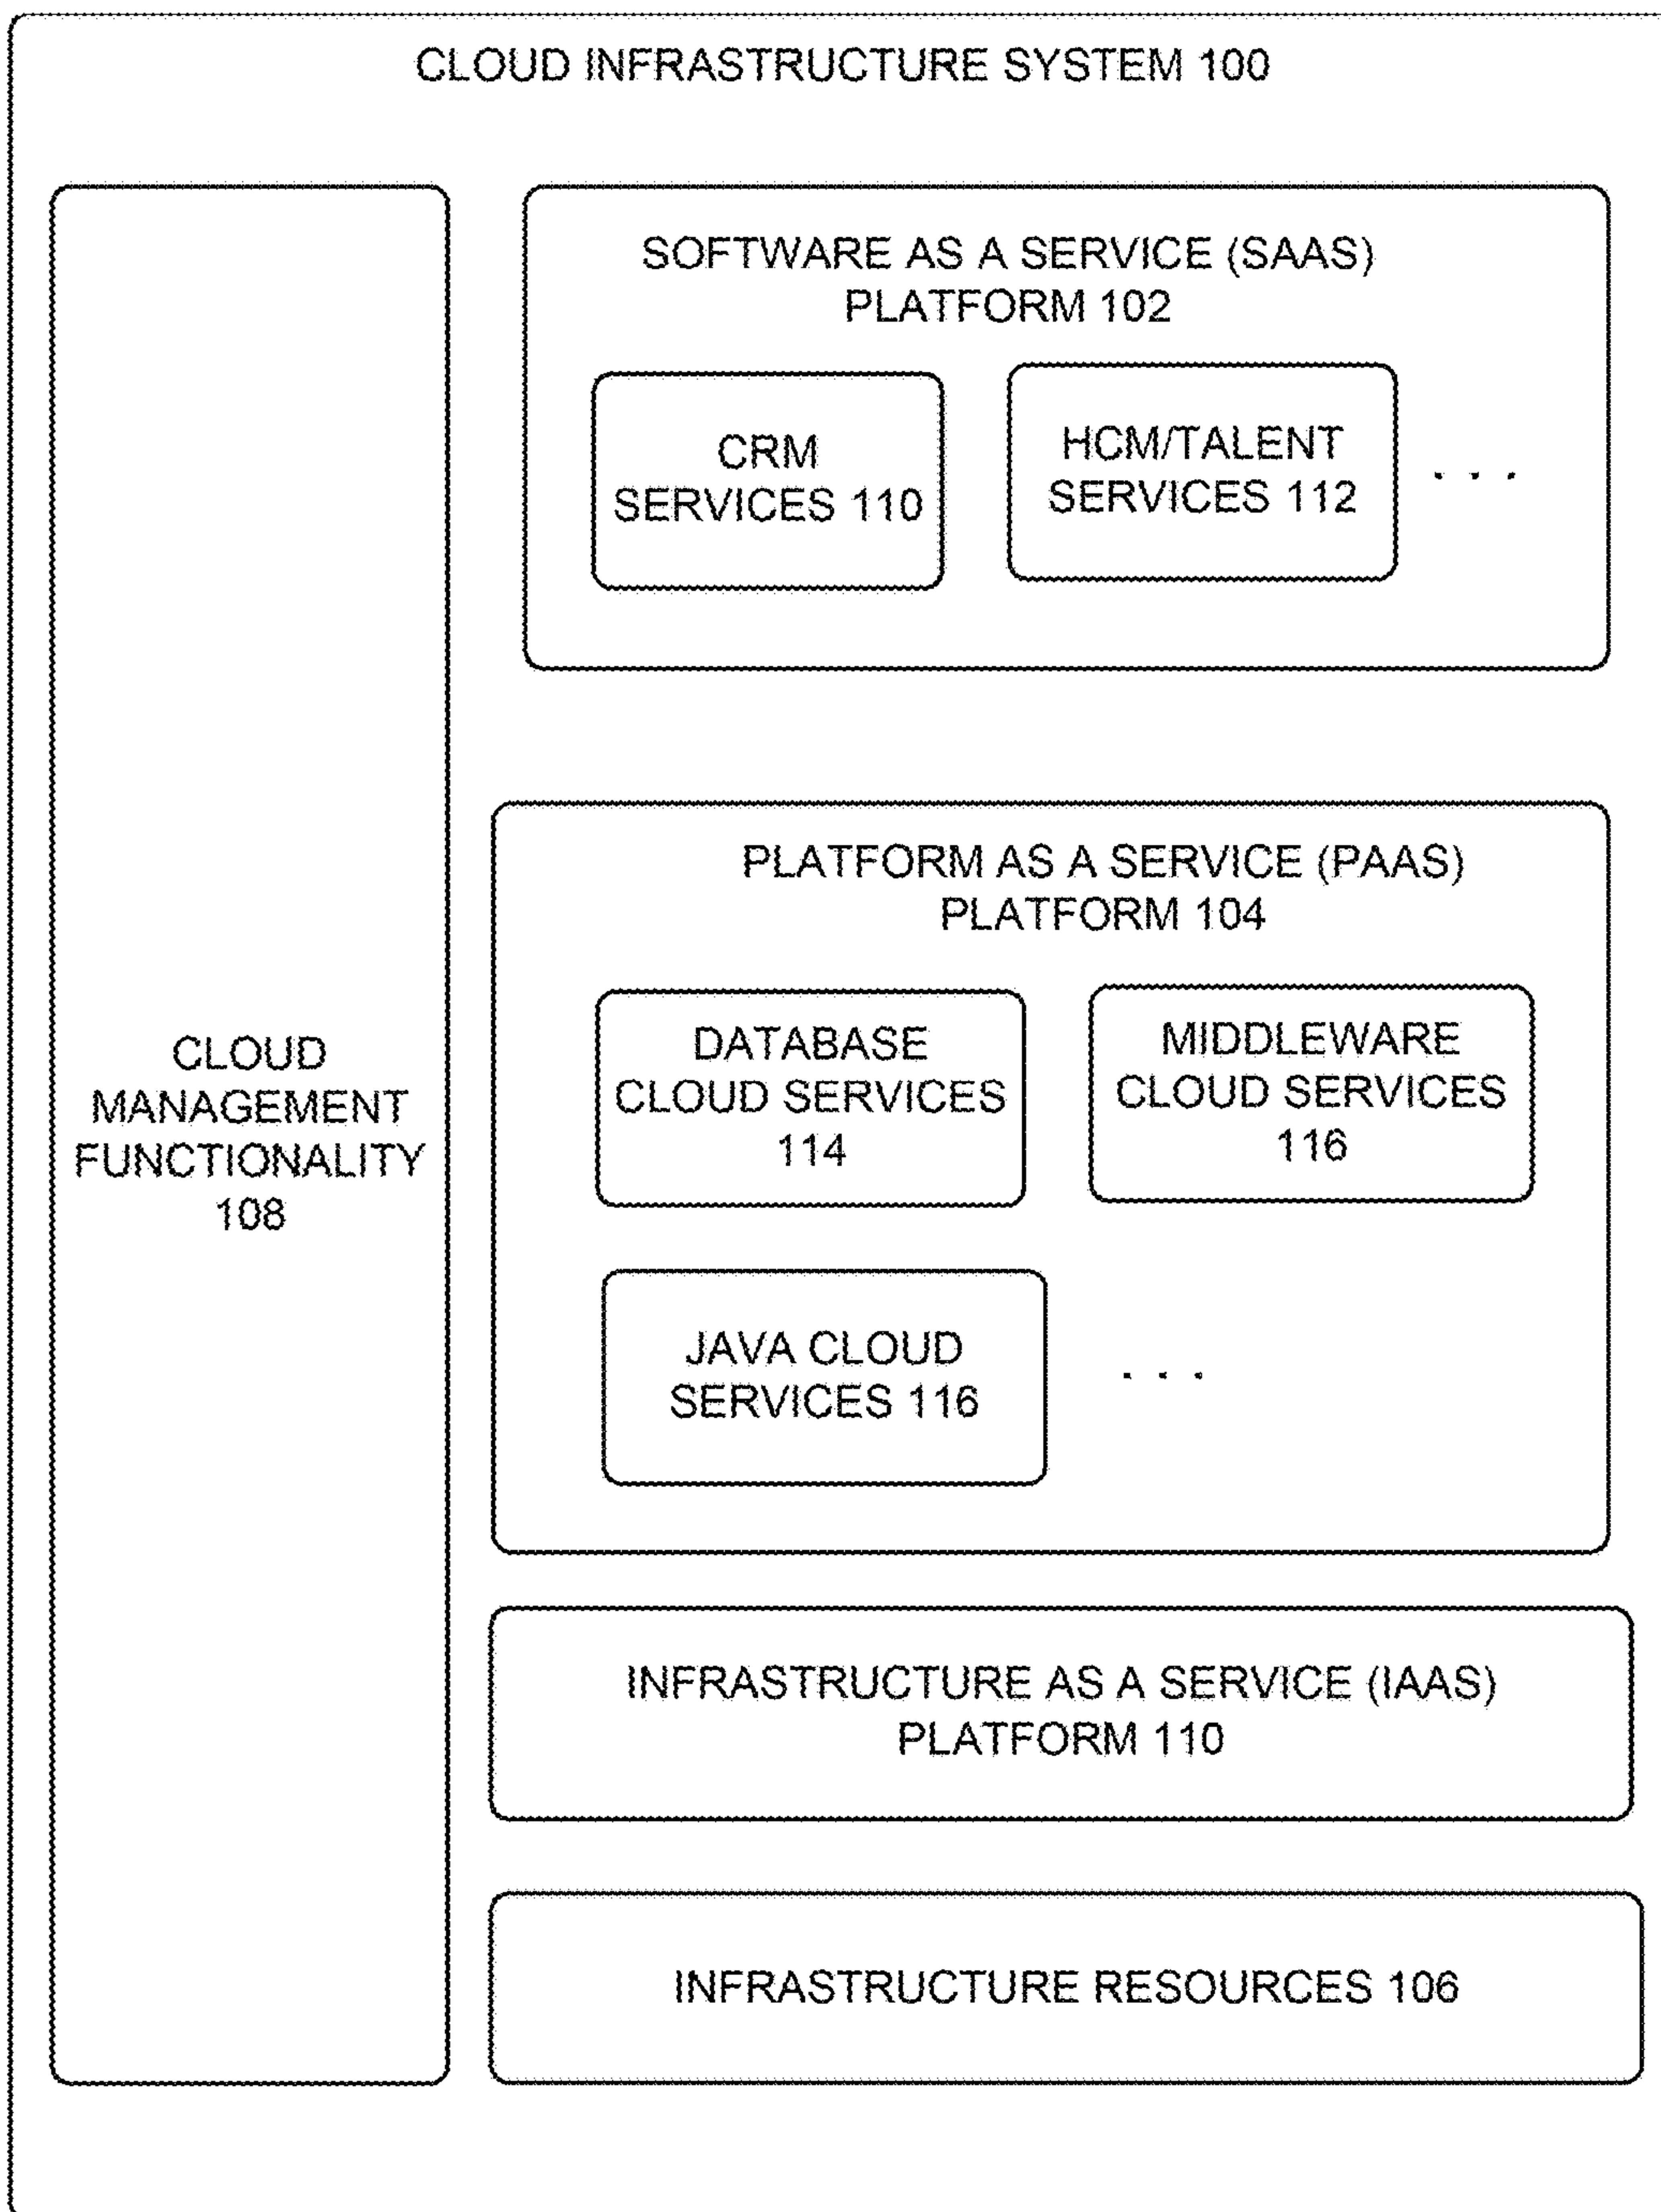 CLOUD INFRASTRUCTURE SYSTEM 100
SOFTWARE AS A SERVICE (SAAS)
PLATFORM 102
CRM
SERVICES 110
HCM/TALENT
SERVICES 112
. . .
CLOUD
MANAGEMENT
FUNCTIONALITY
108
PLATFORM AS A SERVICE (PAAS)
PLATFORM 104
DATABASE
CLOUD SERVICES
114
MIDDLEWARE
CLOUD SERVICES
116
JAVA CLOUD
SERVICES 116
. . .
INFRASTRUCTURE AS A SERVICE (IAAS)
PLATFORM 110
INFRASTRUCTURE RESOURCES 106